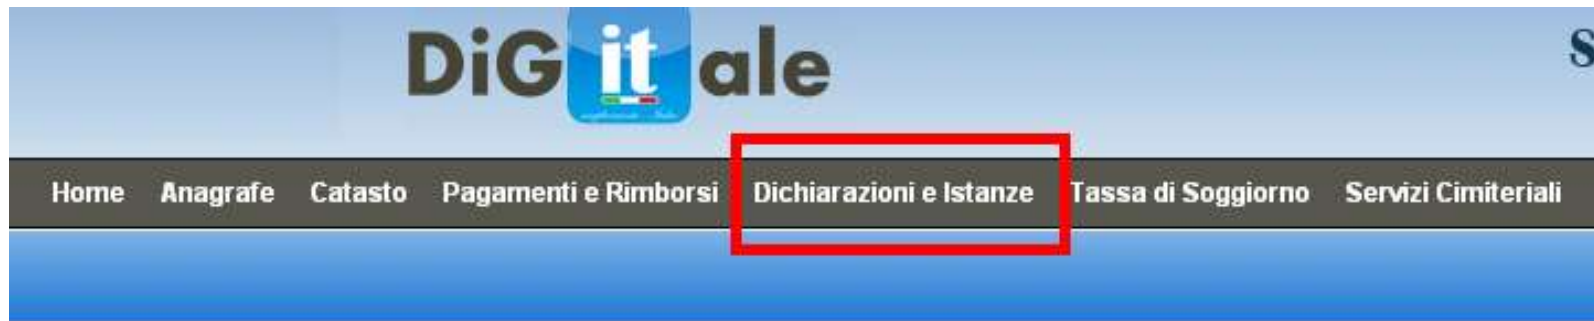 DiGitale
S
Home Anagrafe Catasto Pagamenti e Rimborsi Dichiarazioni e Istanze Tassa di Soggiorno Servizi Cimiteriali